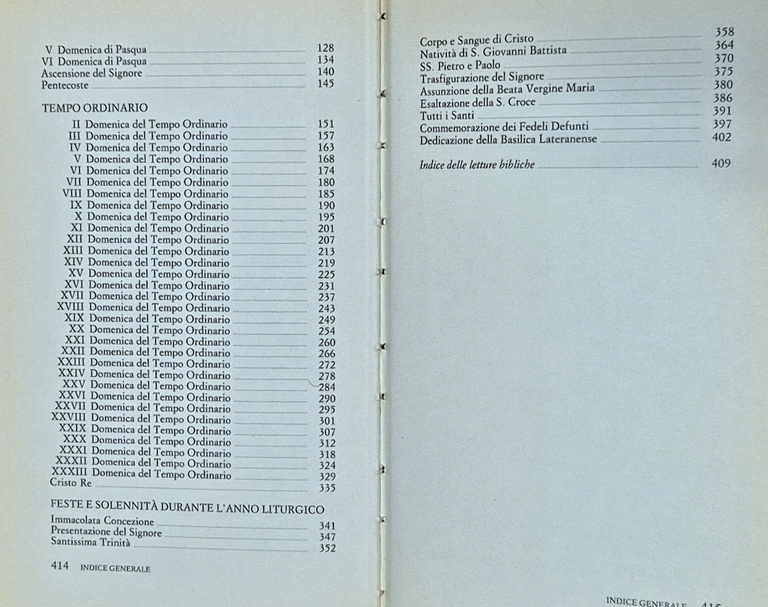 V Domenica di Pasqua 128
VI Domenica di Pasqua 134
Ascensione del Signore 140
Pentecoste 145
TEMPO ORDINARIO
II Domenica del Tempo Ordinario 151
III Domenica del Tempo Ordinario 157
IV Domenica del Tempo Ordinario 163
V Domenica del Tempo Ordinario 168
VI Domenica del Tempo Ordinario 174
VII Domenica del Tempo Ordinario 180
VIII Domenica del Tempo Ordinario 185
IX Domenica del Tempo Ordinario 190
X Domenica del Tempo Ordinario 195
XI Domenica del Tempo Ordinario 201
XII Domenica del Tempo Ordinario 207
XIII Domenica del Tempo Ordinario 213
XIV Domenica del Tempo Ordinario 219
XV Domenica del Tempo Ordinario 225
XVI Domenica del Tempo Ordinario 231
XVII Domenica del Tempo Ordinario 237
XVIII Domenica del Tempo Ordinario 243
XIX Domenica del Tempo Ordinario 249
XX Domenica del Tempo Ordinario 254
XXI Domenica del Tempo Ordinario 260
XXII Domenica del Tempo Ordinario 266
XXIII Domenica del Tempo Ordinario 272
XXIV Domenica del Tempo Ordinario 278
XXV Domenica del Tempo Ordinario 284
XXVI Domenica del Tempo Ordinario 290
XXVII Domenica del Tempo Ordinario 295
XXVIII Domenica del Tempo Ordinario 301
XXIX Domenica del Tempo Ordinario 307
XXX Domenica del Tempo Ordinario 312
XXXI Domenica del Tempo Ordinario 318
XXXII Domenica del Tempo Ordinario 324
XXXIII Domenica del Tempo Ordinario 329
Cristo Re 335
FESTE E SOLENNITÀ DURANTE L'ANNO LITURGICO
Immacolata Concezione 341
Presentazione del Signore 347
Santissima Trinità 352
414 INDICE GENERALE
Corpo e Sangue di Cristo 358
Natività di S. Giovanni Battista 364
SS. Pietro e Paolo 370
Trasfigurazione del Signore 375
Assunzione della Beata Vergine Maria 380
Esaltazione della S. Croce 386
Tutti i Santi 391
Commemorazione dei Fedeli Defunti 397
Dedicazione della Basilica Lateranense 402
Indice delle letture bibliche 409
INDICE GENERALE